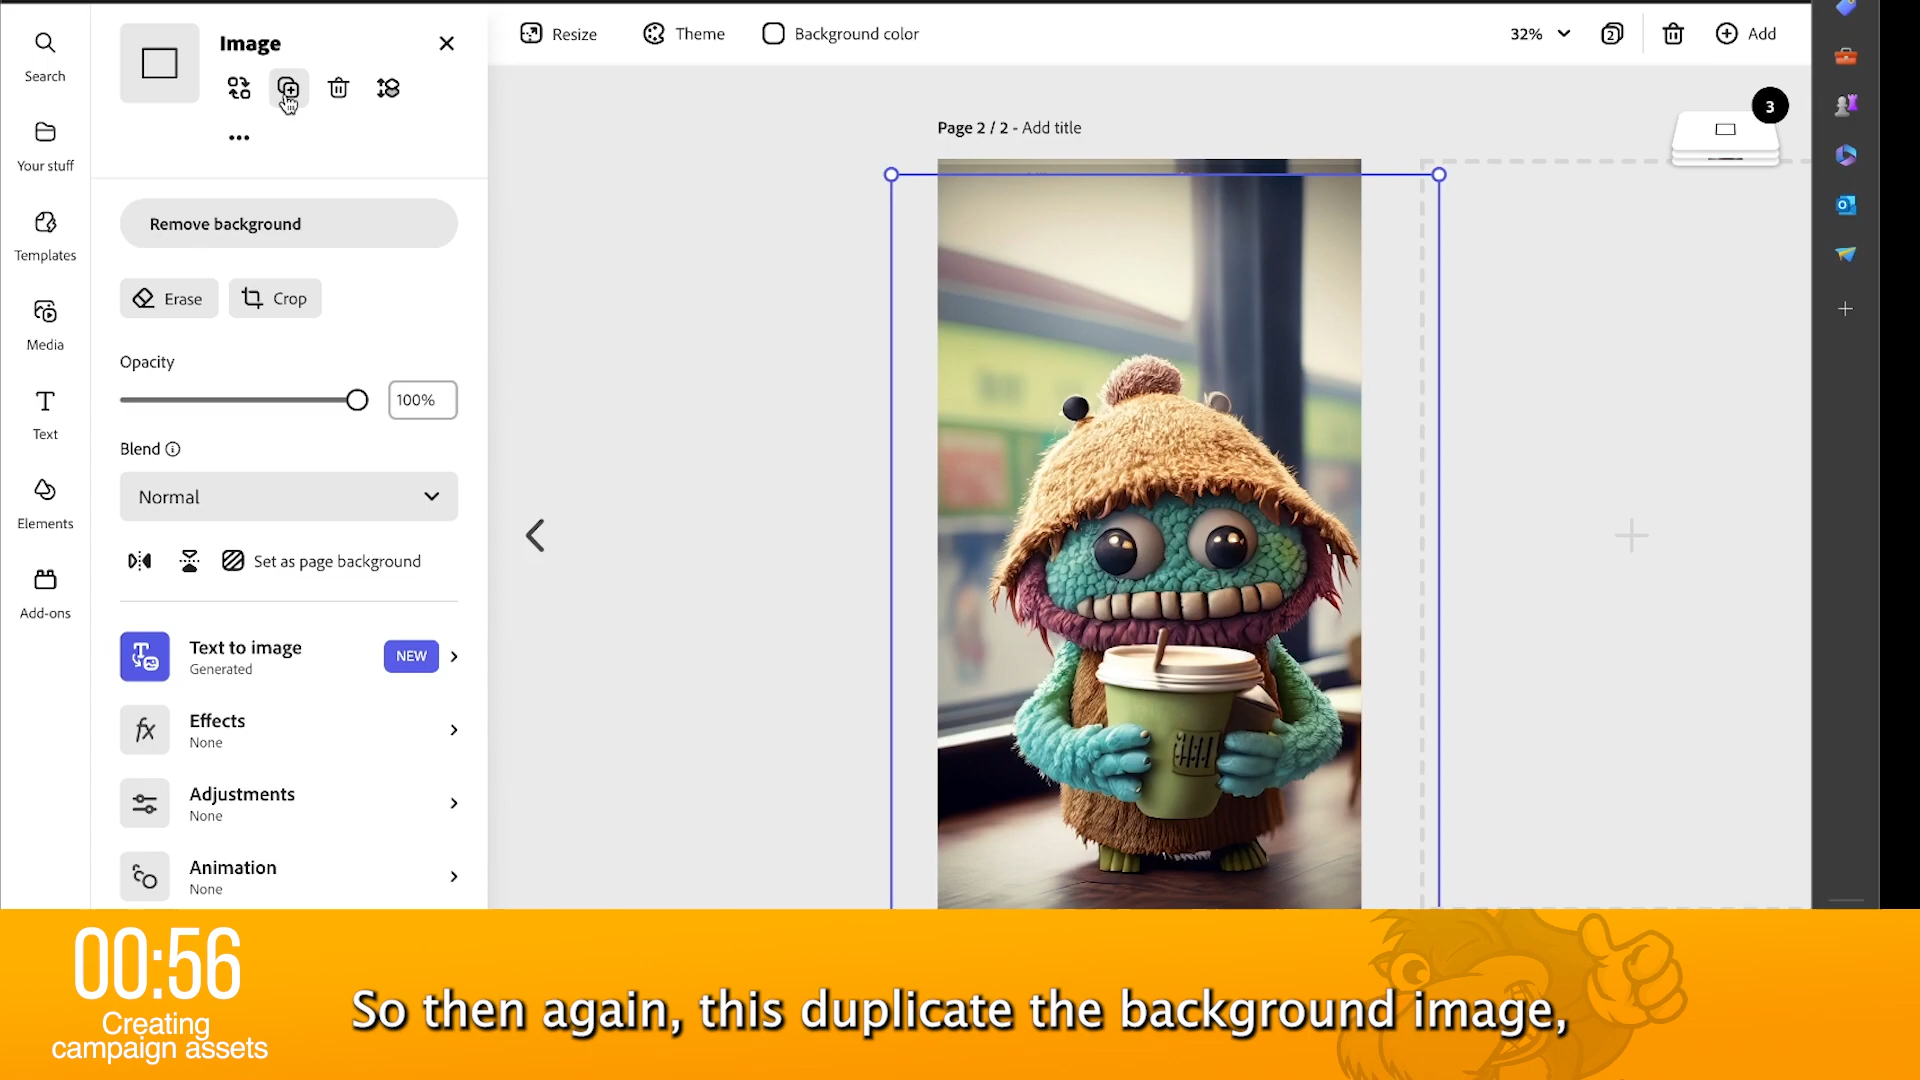 Search
Your stuff
Templates
Media
Text
Elements
Add-ons
Image
Remove background
Erase
Crop
Opacity
100%
Blend
Normal
Set as page background
Text to image
Generated
NEW
Effects
None
Adjustments
None
Animation
None
Resize
Theme
Background color
32%
2
Add
Page 2 / 2 - Add title
3
00:56
Creating
campaign assets
So then again, this duplicate the background image,